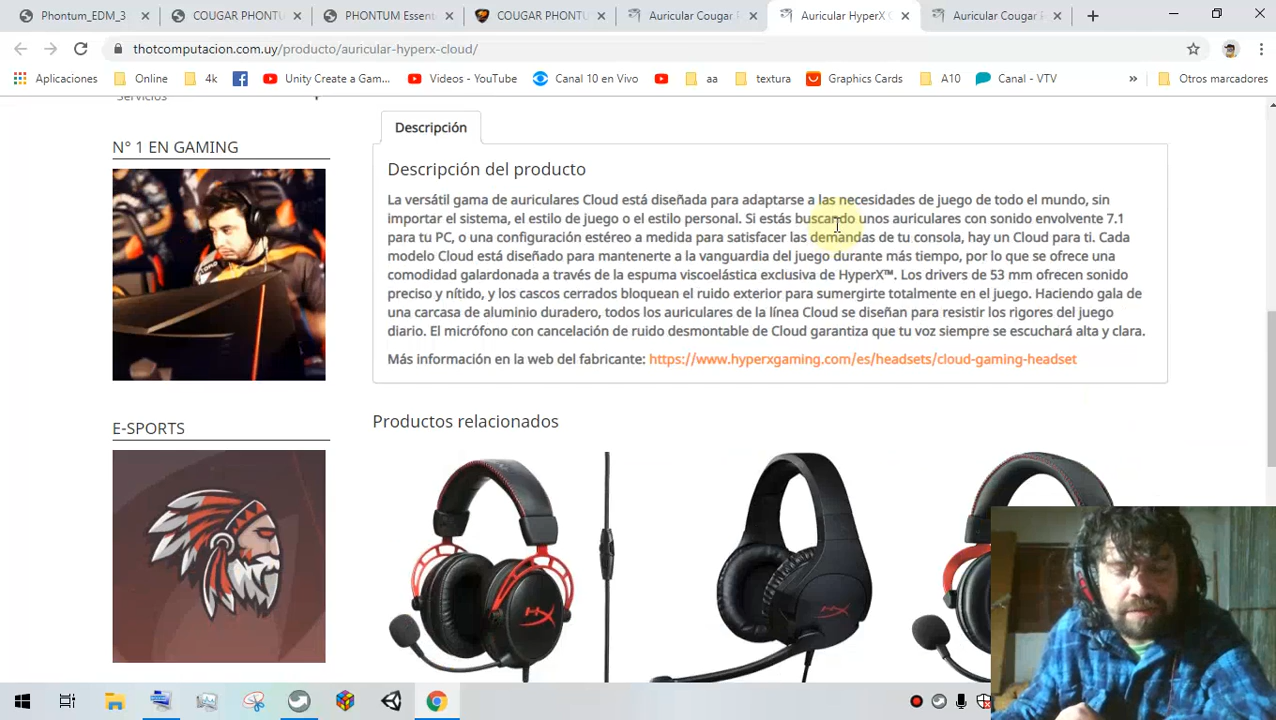 Phontum_EDM_3
COUGAR PHONTU
PHONTUM Essent
COUGAR PHONTU
Auricular Cougar P
Auricular HyperX C
Auricular Cougar P
thotcomputacion.com.uy/producto/auricular-hyperx-cloud/
Aplicaciones
Online
4k
Unity Create a Gam...
Videos - YouTube
Canal 10 en Vivo
aa
textura
Graphics Cards
A10
Canal - VTV
»
Otros marcadores
Servicios
N° 1 EN GAMING
E-SPORTS
Descripción
Descripción del producto
La versátil gama de auriculares Cloud está diseñada para adaptarse a las necesidades de juego de todo el mundo, sin
importar el sistema, el estilo de juego o el estilo personal. Si estás buscando unos auriculares con sonido envolvente 7.1
para tu PC, o una configuración estéreo a medida para satisfacer las demandas de tu consola, hay un Cloud para ti. Cada
modelo Cloud está diseñado para mantenerte a la vanguardia del juego durante más tiempo, por lo que se ofrece una
comodidad galardonada a través de la espuma viscoelástica exclusiva de HyperX™. Los drivers de 53 mm ofrecen sonido
preciso y nítido, y los cascos cerrados bloquean el ruido exterior para sumergirte totalmente en el juego. Haciendo gala de
una carcasa de aluminio duradero, todos los auriculares de la línea Cloud se diseñan para resistir los rigores del juego
diario. El micrófono con cancelación de ruido desmontable de Cloud garantiza que tu voz siempre se escuchará alta y clara.
Más información en la web del fabricante: https://www.hyperxgaming.com/es/headsets/cloud-gaming-headset
Productos relacionados